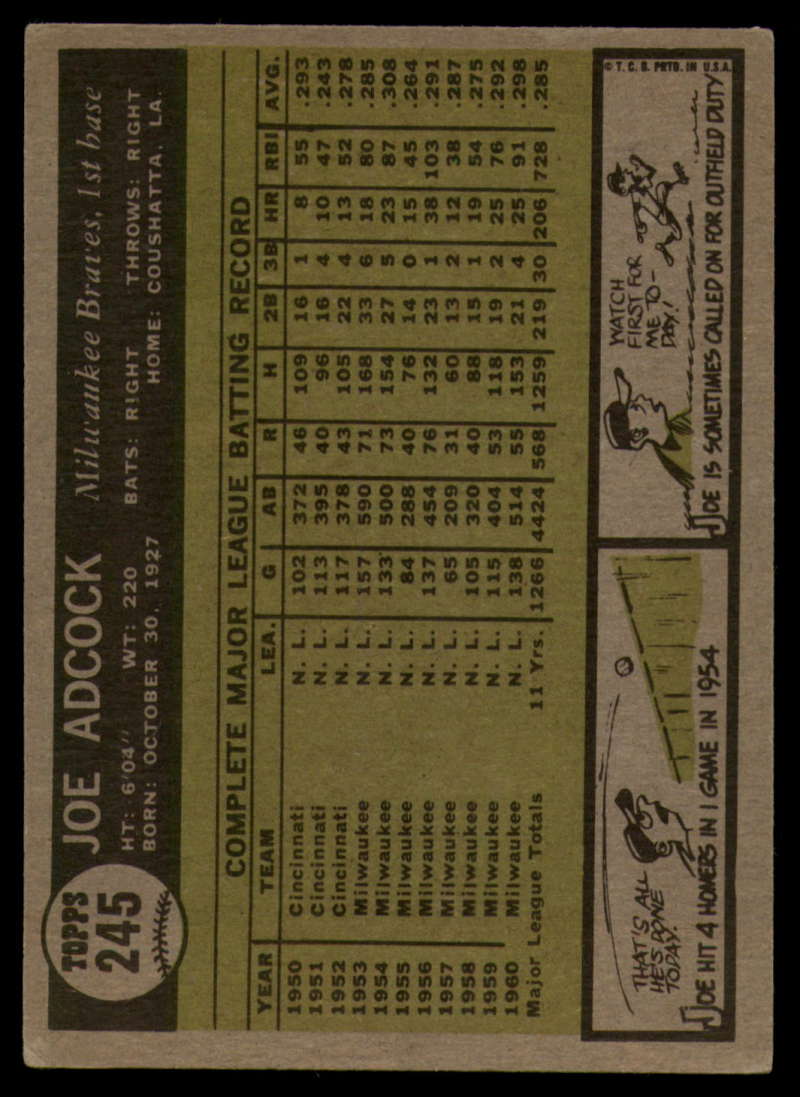 TOPPS
245
JOE ADCOCK Milwaukee Braves, 1st base
HT: 6'04" WT: 220 BATS: RIGHT THROWS: RIGHT
BORN: OCTOBER 30, 1927 HOME: COUSHATTA, LA.
COMPLETE MAJOR LEAGUE BATTING RECORD
YEAR TEAM LEA. G AB R H 2B 3B HR RBI AVG.
1950 Cincinnati N. L. 102 372 46 109 16 1 8 55 .293
1951 Cincinnati N. L. 113 395 40 96 16 4 10 47 .243
1952 Cincinnati N. L. 117 378 43 105 22 4 13 52 .278
1953 Milwaukee N. L. 157 590 71 168 33 6 18 80 .285
1954 Milwaukee N. L. 133 500 73 154 27 5 23 87 .308
1955 Milwaukee N. L. 84 288 40 76 14 0 15 45 .264
1956 Milwaukee N. L. 137 454 76 132 23 1 38 103 .291
1957 Milwaukee N. L. 65 209 31 60 13 2 12 38 .287
1958 Milwaukee N. L. 105 320 40 88 15 1 19 54 .275
1959 Milwaukee N. L. 115 404 53 118 19 2 25 76 .292
1960 Milwaukee N. L. 138 514 55 153 21 4 25 91 .298
Major League Totals 11 Yrs. 1266 4424 568 1259 219 30 206 728 .285
THAT'S ALL
HE'S DONE
TODAY.
JOE HIT 4 HOMERS IN 1 GAME IN 1954
© T. C. G. PRTD. IN U.S.A.
WATCH
FIRST FOR
ME TO-
DAY!
JOE IS SOMETIMES CALLED ON FOR OUTFIELD DUTY